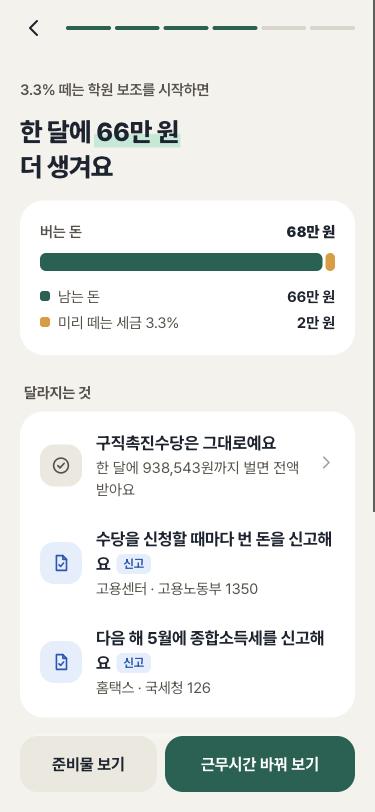 3.3% 떼는 학원 보조를 시작하면
한 달에 66만 원
더 생겨요
버는 돈 68만 원
남는 돈 66만 원
미리 떼는 세금 3.3% 2만 원
달라지는 것
구직촉진수당은 그대로예요
한 달에 938,543원까지 벌면 전액
받아요
수당을 신청할 때마다 번 돈을 신고해
요 신고
고용센터 · 고용노동부 1350
다음 해 5월에 종합소득세를 신고해
요 신고
홈택스 · 국세청 126
준비물 보기 근무시간 바꿔 보기